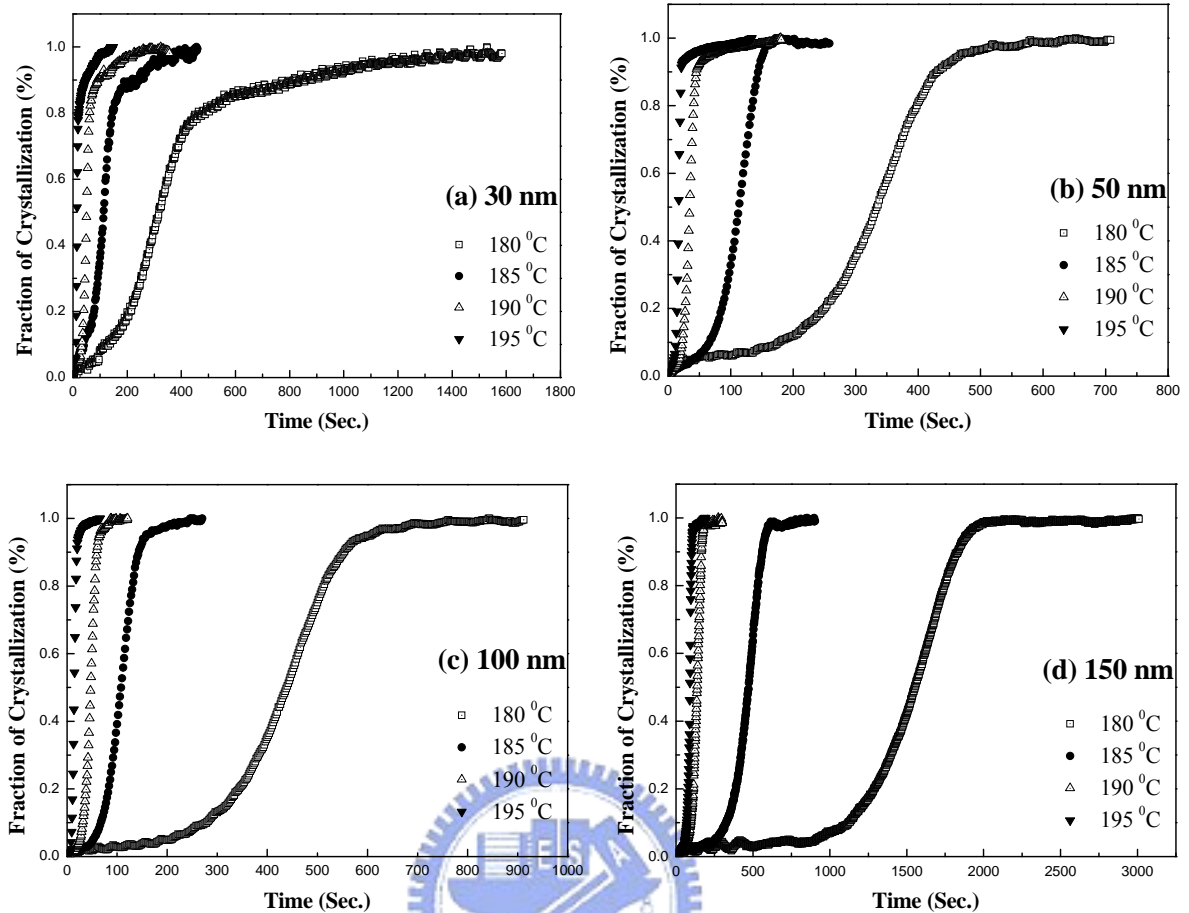 1.0
0.8
0.6
0.4
0.2
0.0
Fraction of Crystallization (%)
(a) 30 nm
180 ⁰C
185 ⁰C
190 ⁰C
195 ⁰C
0 200 400 600 800 1000 1200 1400 1600 1800
Time (Sec.)
1.0
0.8
0.6
0.4
0.2
0.0
Fraction of Crystallization (%)
(b) 50 nm
180 ⁰C
185 ⁰C
190 ⁰C
195 ⁰C
0 100 200 300 400 500 600 700 800
Time (Sec.)
1.0
0.8
0.6
0.4
0.2
0.0
Fraction of Crystallization (%)
(c) 100 nm
180 ⁰C
185 ⁰C
190 ⁰C
195 ⁰C
0 100 200 300 400 500 600 700 800 900 1000
Time (Sec.)
1.0
0.8
0.6
0.4
0.2
0.0
Fraction of Crystallization (%)
(d) 150 nm
180 ⁰C
185 ⁰C
190 ⁰C
195 ⁰C
0 500 1000 1500 2000 2500 3000
Time (Sec.)